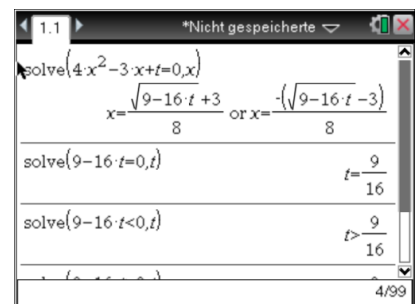 1.1 *Nicht gespeicherte
solve(4·x²−3·x+t=0,x)
x=(√(9−16·t)+3)/8 or x=(-(√(9−16·t)−3))/8
solve(9−16·t=0,t)
t=9/16
solve(9−16·t<0,t)
t>9/16
4/99